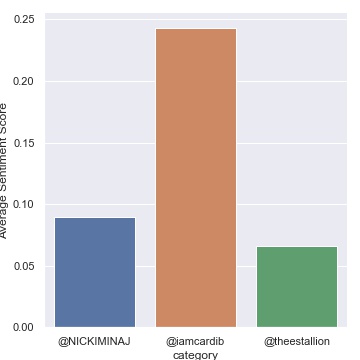 0.25
0.20
0.15
0.10
0.05
0.00
Average Sentiment Score
@NICKIMINAJ
@iamcardib
@theestallion
category